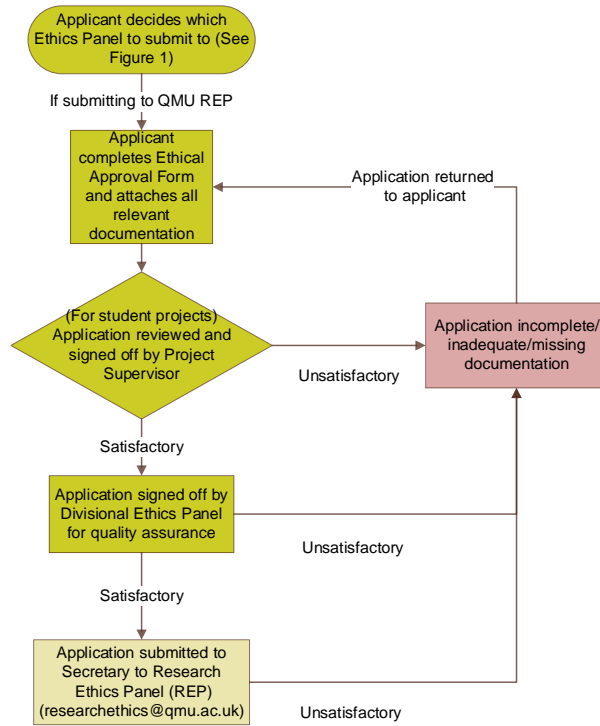 Applicant decides which
Ethics Panel to submit to (See
Figure 1)
If submitting to QMU REP
Applicant
completes Ethical
Approval Form
and attaches all
relevant
documentation
Application returned
to applicant
(For student projects)
Application reviewed and
signed off by Project
Supervisor
Application incomplete/
inadequate/missing
documentation
Unsatisfactory
Satisfactory
Application signed off by
Divisional Ethics Panel
for quality assurance
Unsatisfactory
Satisfactory
Application submitted to
Secretary to Research
Ethics Panel (REP)
(researchethics@qmu.ac.uk)
Unsatisfactory